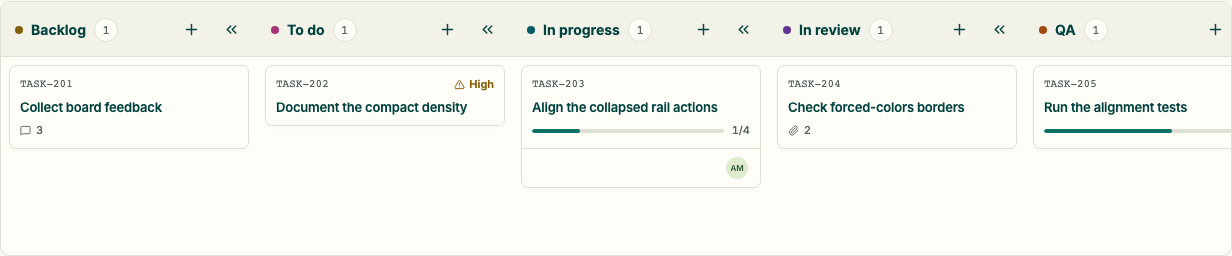 Backlog 1
To do 1
In progress 1
In review 1
QA 1
TASK-201
Collect board feedback
3
TASK-202
High
Document the compact density
TASK-203
Align the collapsed rail actions
1/4
AM
TASK-204
Check forced-colors borders
2
TASK-205
Run the alignment tests